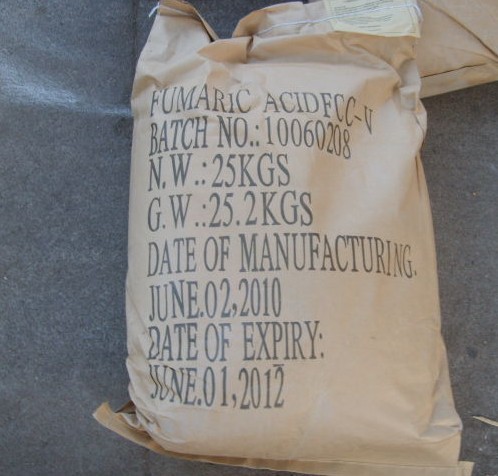 FUMARIC ACIDFCC-V
BATCH NO.:10060208
N.W.:25KGS
G.W.:25.2KGS
DATE OF MANUFACTURING.
JUNE.02,2010
DATE OF EXPIRY:
JUNE.01,2012